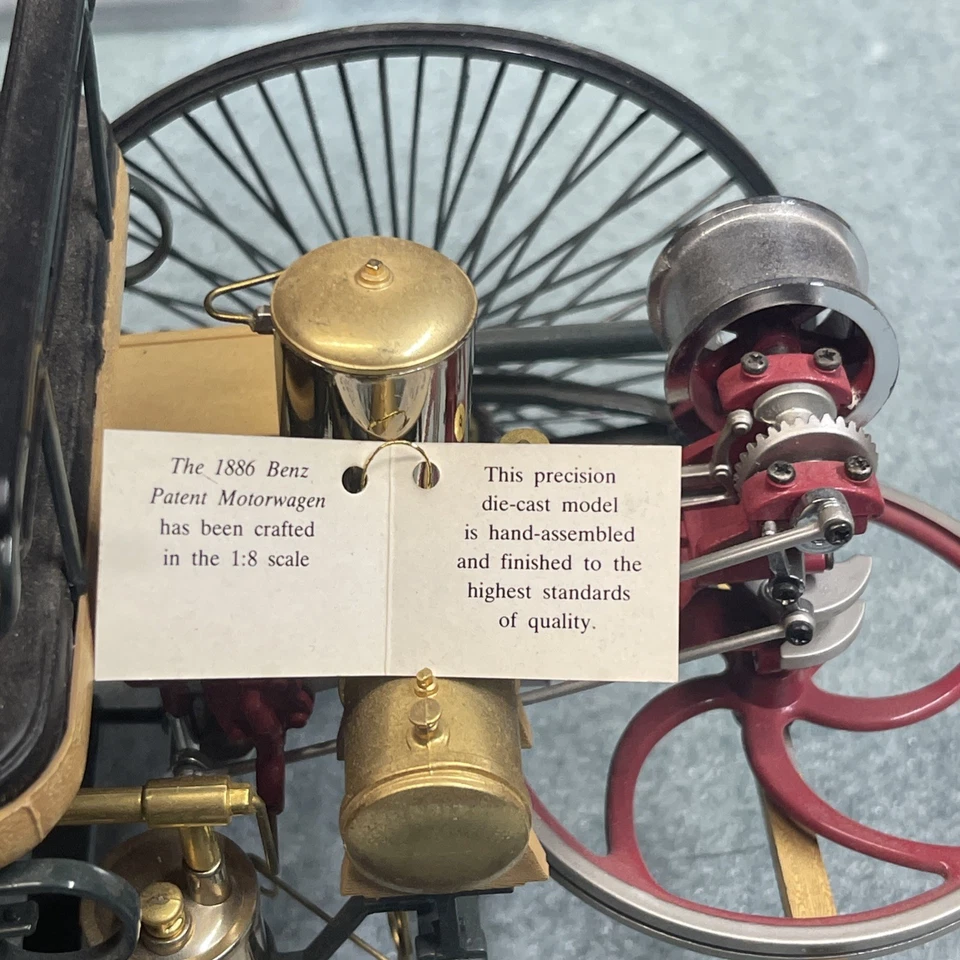 The 1886 Benz
Patent Motorwagen
has been crafted
in the 1:8 scale
This precision
die-cast model
is hand-assembled
and finished to the
highest standards
of quality.